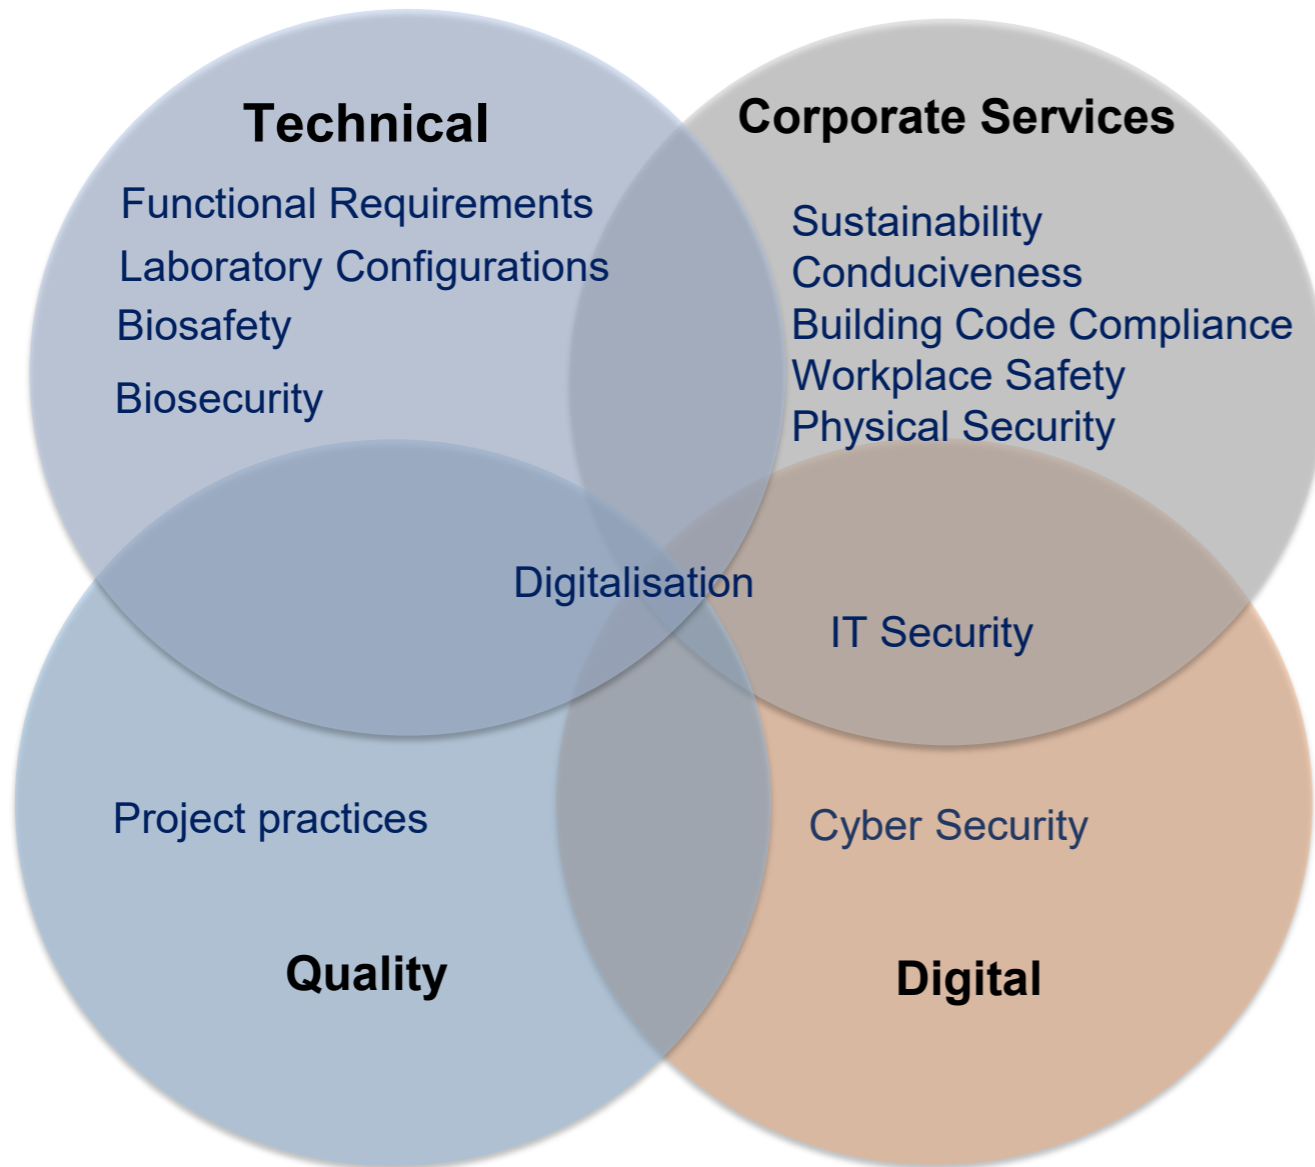 Technical
Functional Requirements
Laboratory Configurations
Biosafety
Biosecurity
Corporate Services
Sustainability
Conduciveness
Building Code Compliance
Workplace Safety
Physical Security
Digitalisation
IT Security
Project practices
Quality
Cyber Security
Digital